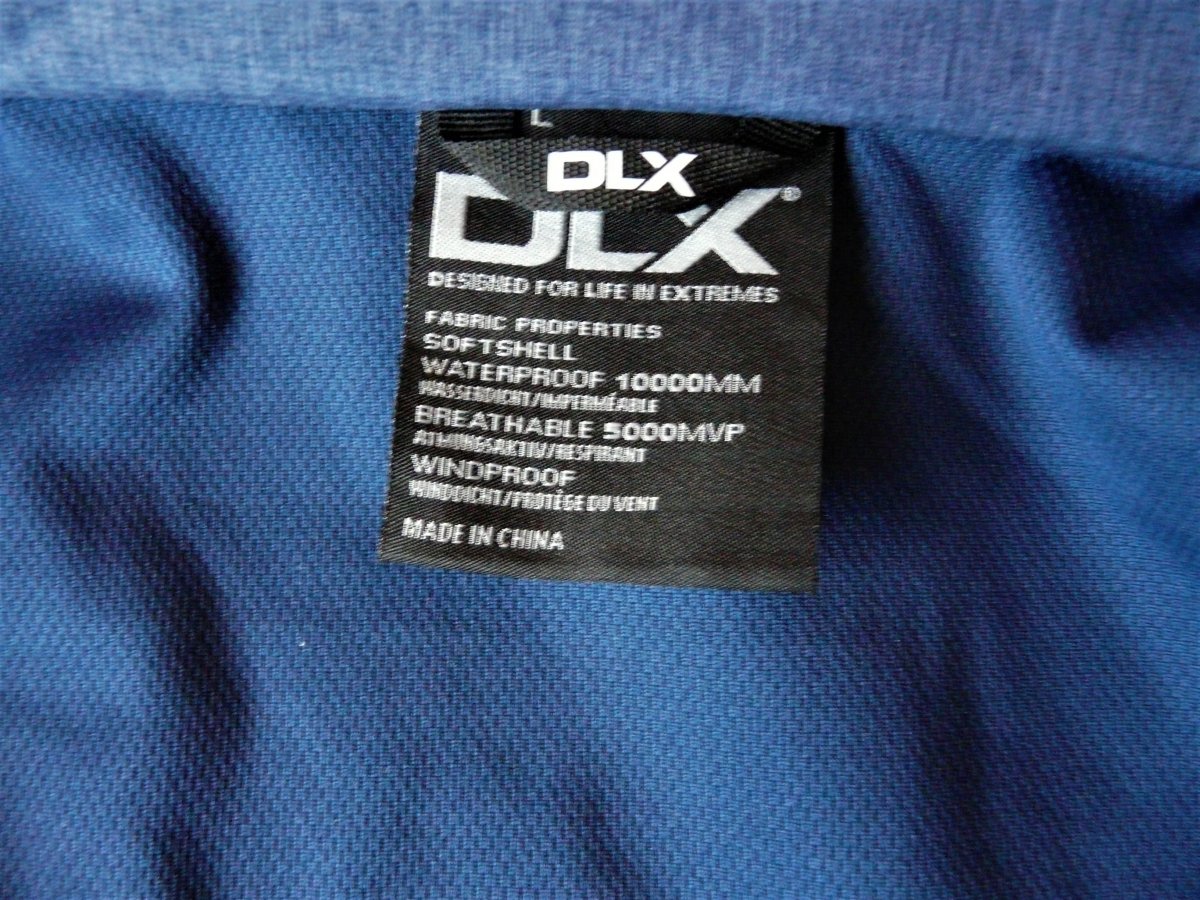 L
DLX
DLX®
DESIGNED FOR LIFE IN EXTREMES
FABRIC PROPERTIES
SOFTSHELL
WATERPROOF 10000MM
WASSERDICHT/IMPERMÉABLE
BREATHABLE 5000MVP
ATMUNGSAKTIV/RESPIRANT
WINDPROOF
WINDDICHT/PROTÈGE DU VENT
MADE IN CHINA